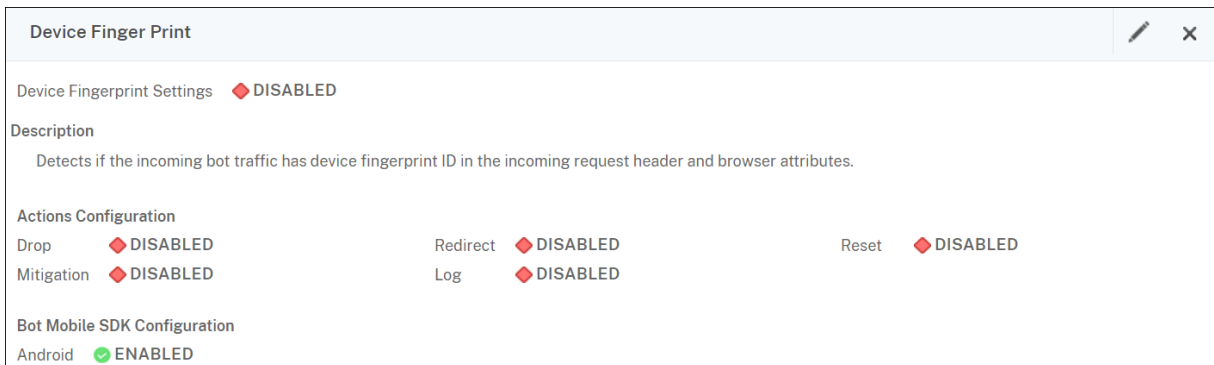 Device Finger Print
Device Fingerprint Settings DISABLED
Description
Detects if the incoming bot traffic has device fingerprint ID in the incoming request header and browser attributes.
Actions Configuration
Drop DISABLED Redirect DISABLED Reset DISABLED
Mitigation DISABLED Log DISABLED
Bot Mobile SDK Configuration
Android ENABLED